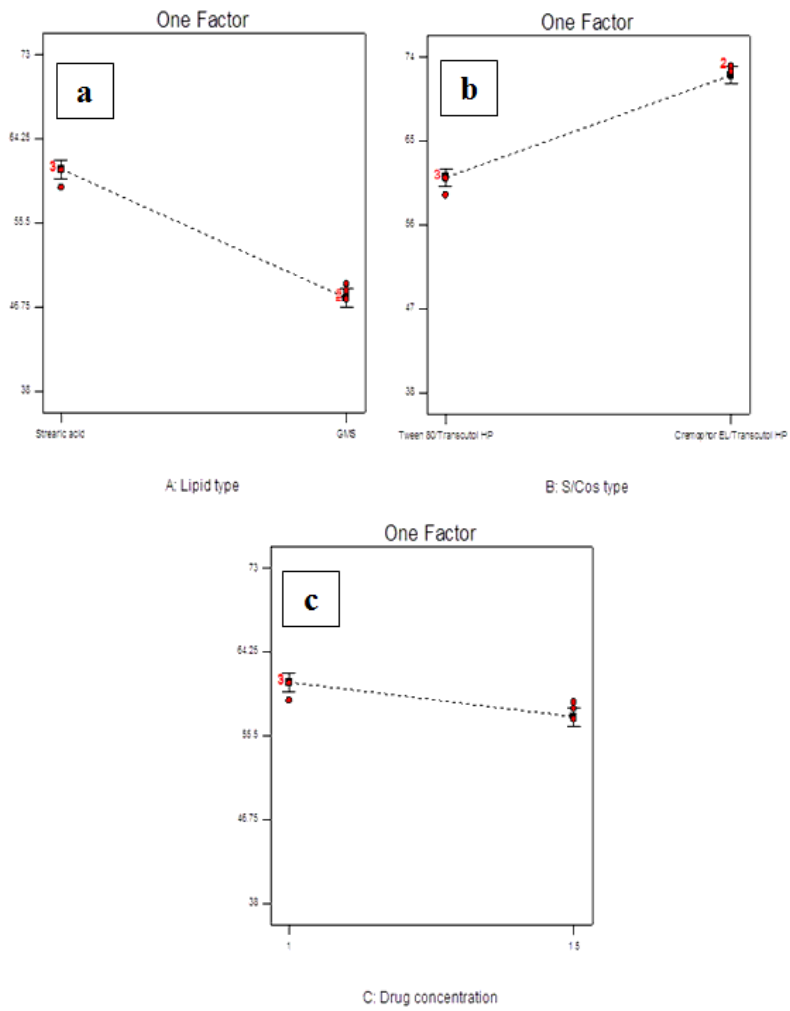 One Factor
a
73
64.25
55.5
46.75
38
3
2
Strearic acid
GMS
A: Lipid type
One Factor
b
74
65
56
47
38
3
2
Tween 80/Transcutol HP
Cremophor EL/Transcutol HP
B: S/Cos type
One Factor
c
73
64.25
55.5
46.75
38
3
1
1.5
C: Drug concentration